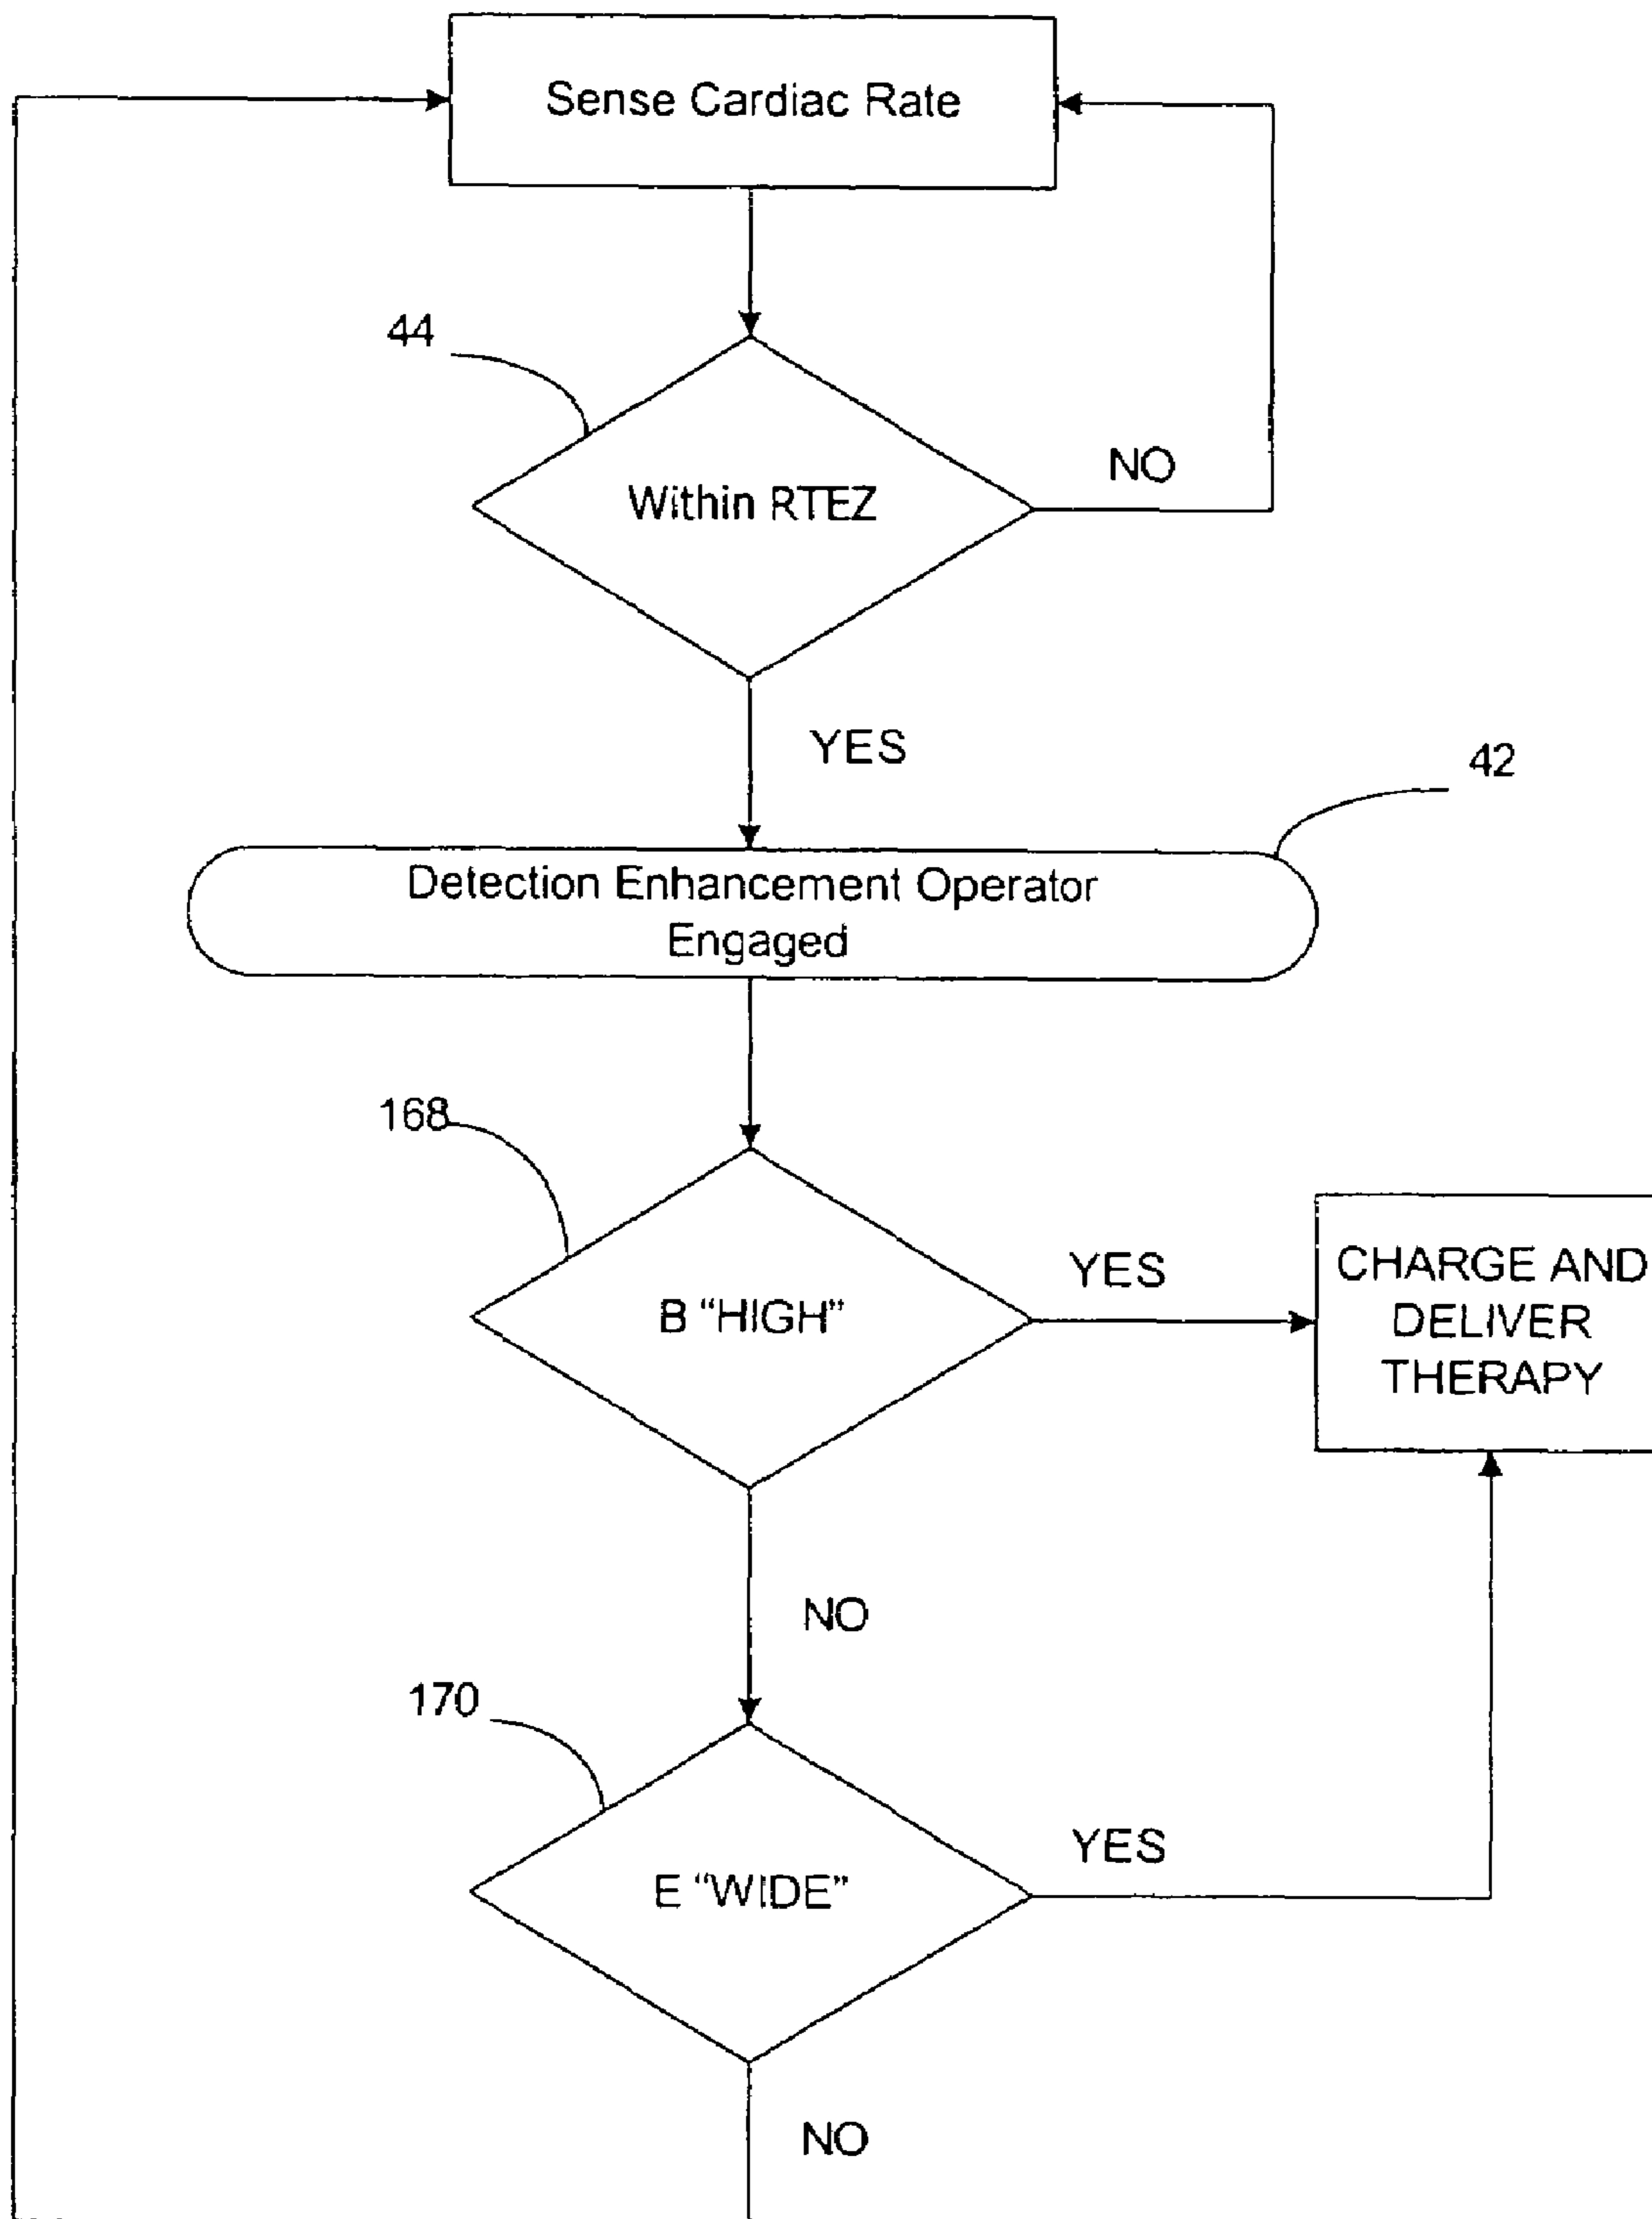 Sense Cardiac Rate
44
Within RTEZ
NO
YES
42
Detection Enhancement Operator
Engaged
168
B “HIGH”
YES
CHARGE AND
DELIVER
THERAPY
NO
170
E “WIDE”
YES
NO